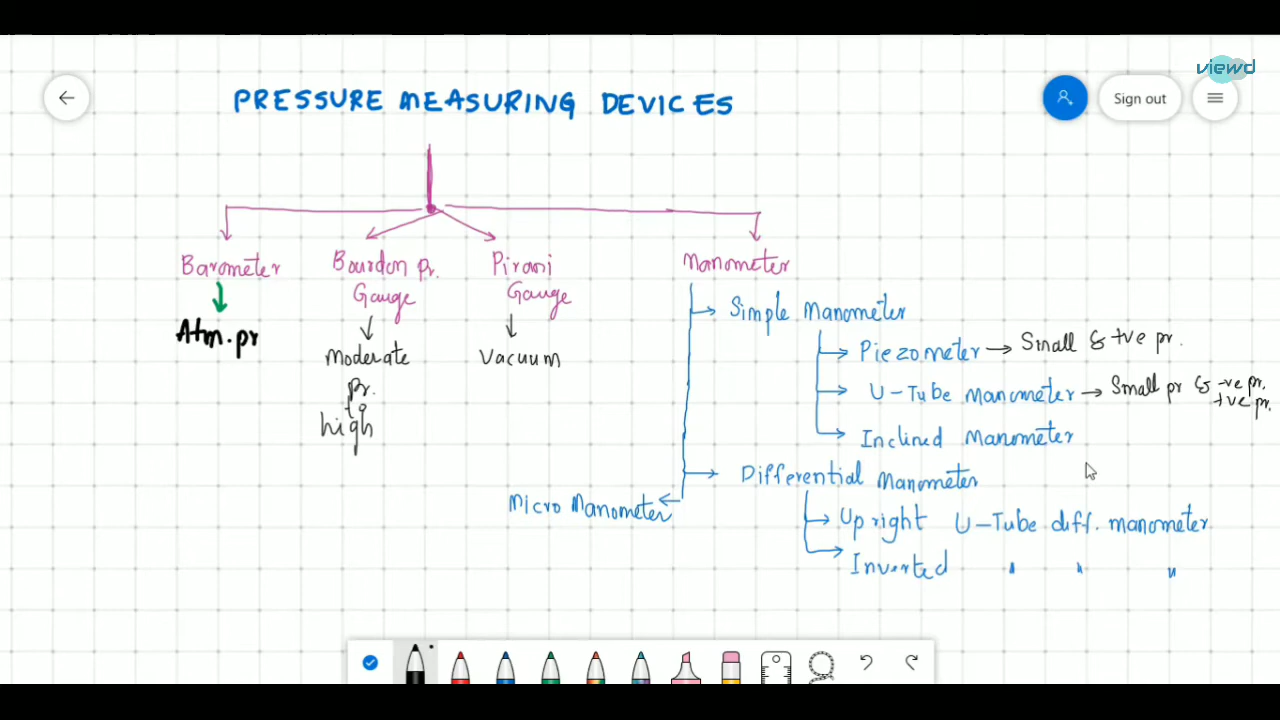 viewd
PRESSURE MEASURING DEVICES
Sign out
Barometer
Atm. pr
Bourdon pr.
Gauge
Moderate
pr.
to
high
Pirani
Gauge
Vacuum
Manometer
Simple Manometer
Piezometer → Small & +ve pr.
U-Tube Manometer → Small pr & -ve pr.
+ve pr.
Inclined Manometer
Differential Manometer
Upright U-Tube diff. manometer
Inverted " " "
Micro Manometer